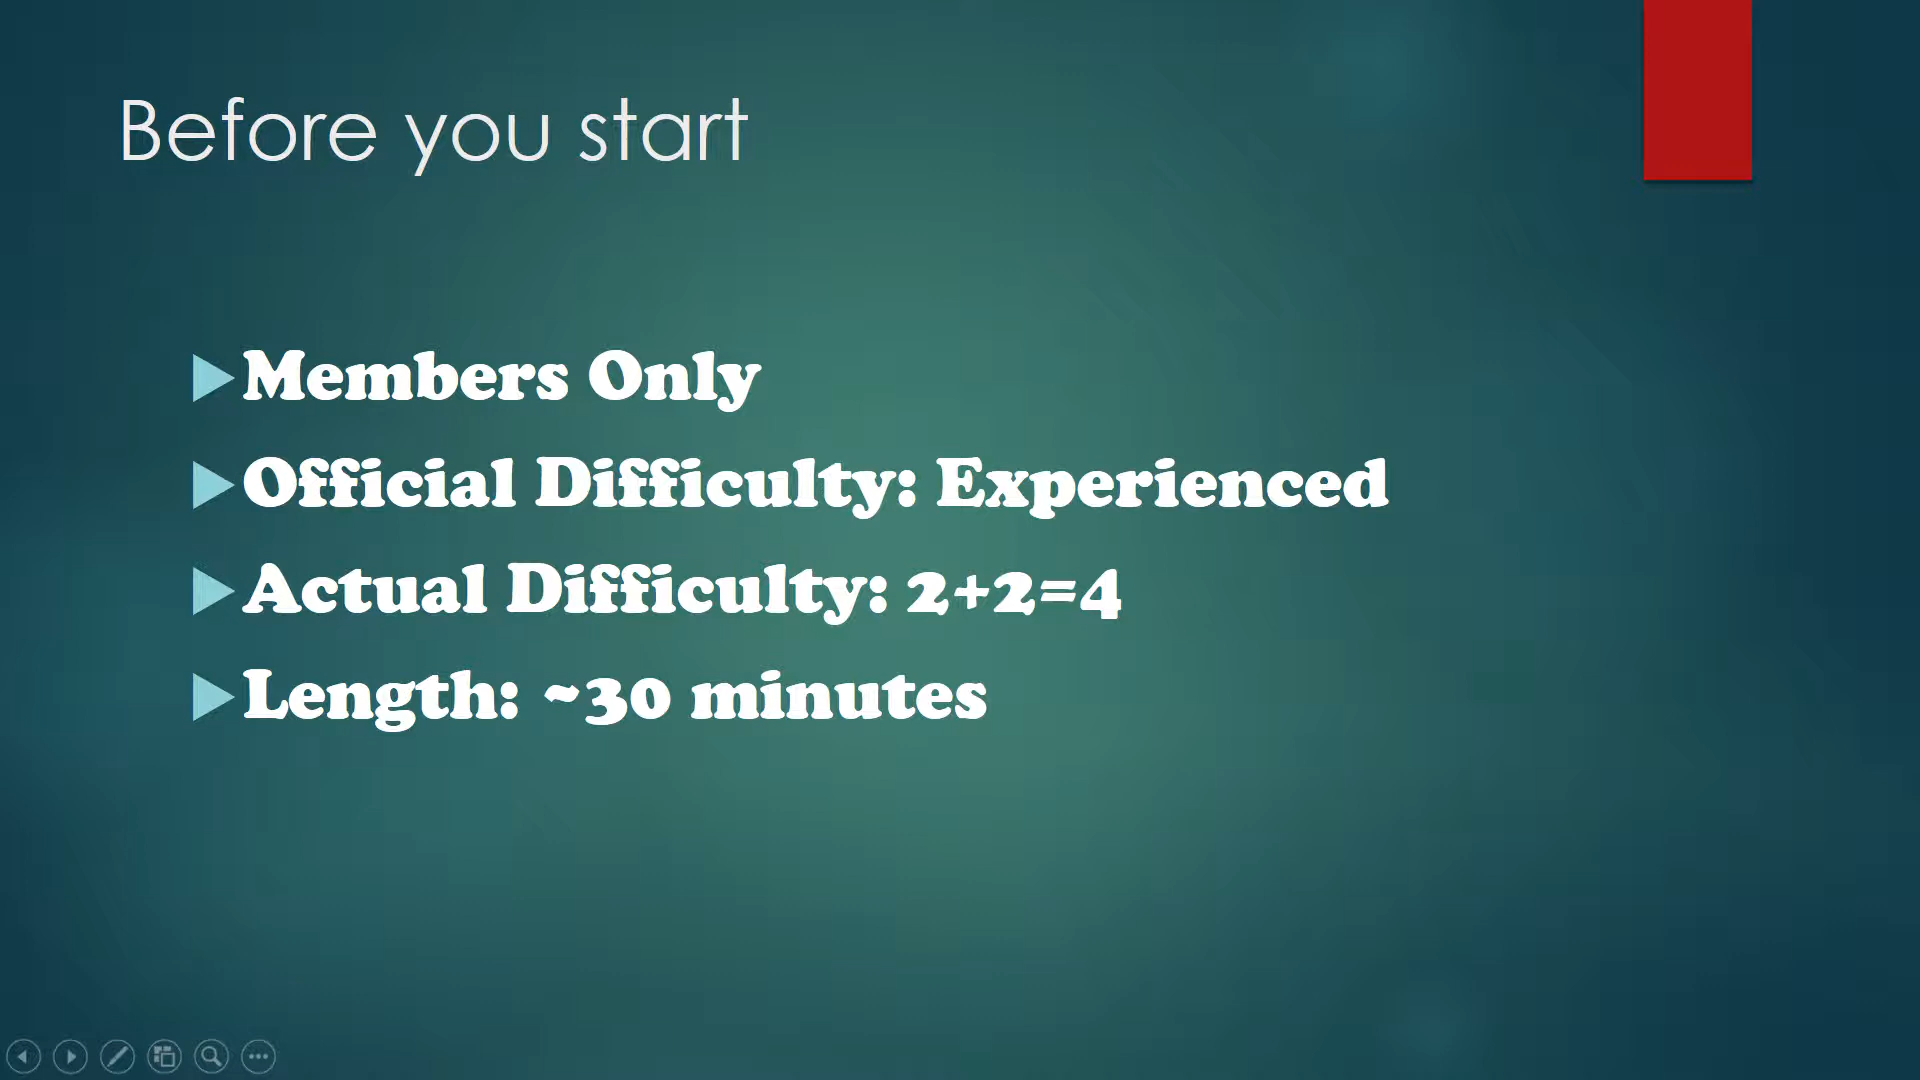 Before you start
Members Only
Official Difficulty: Experienced
Actual Difficulty: 2+2=4
Length: ~30 minutes